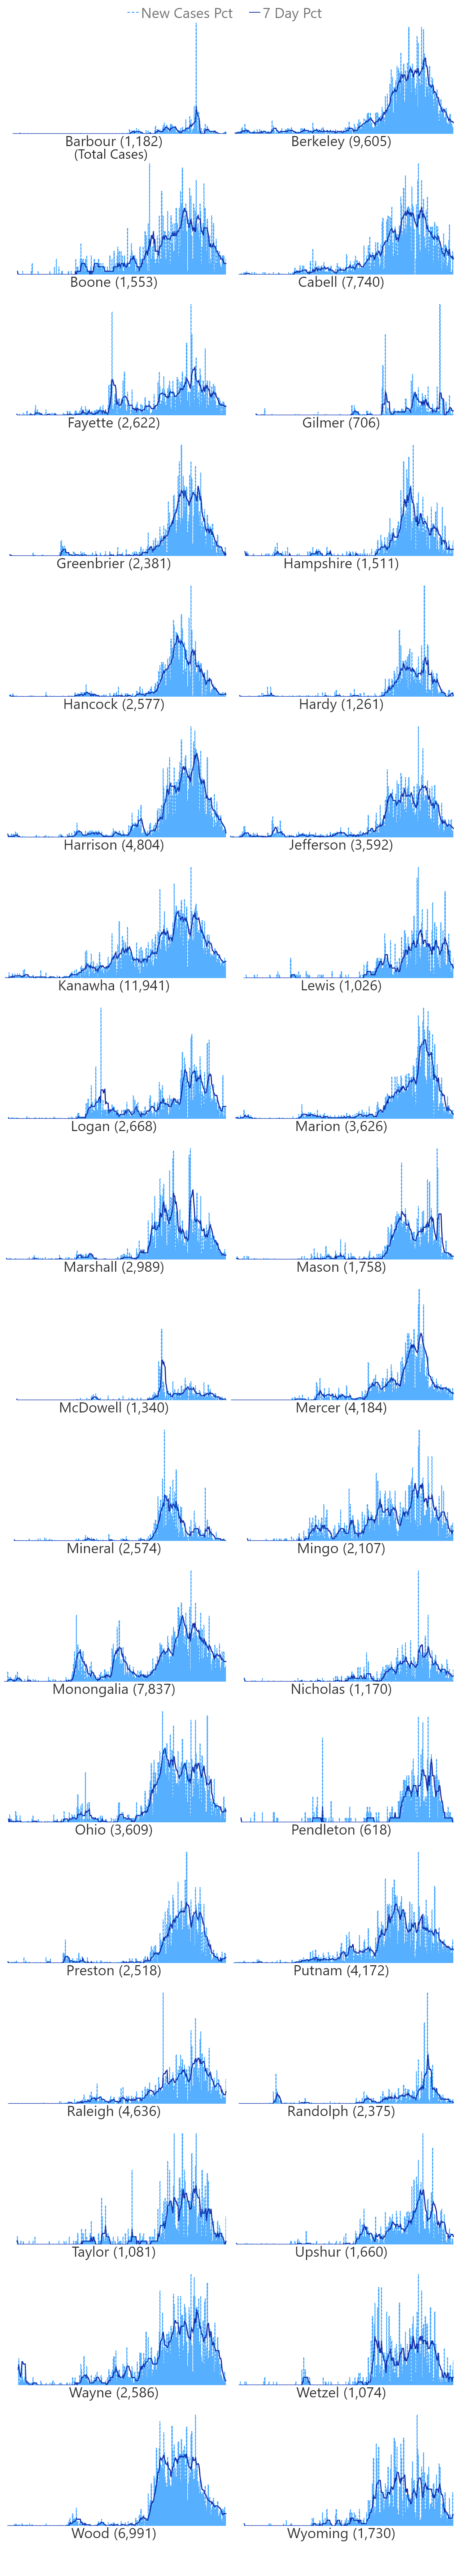 New Cases Pct 7 Day Pct
Barbour (1,182) Berkeley (9,605)
(Total Cases)
Boone (1,553) Cabell (7,740)
Fayette (2,622) Gilmer (706)
Greenbrier (2,381) Hampshire (1,511)
Hancock (2,577) Hardy (1,261)
Harrison (4,804) Jefferson (3,592)
Kanawha (11,941) Lewis (1,026)
Logan (2,668) Marion (3,626)
Marshall (2,989) Mason (1,758)
McDowell (1,340) Mercer (4,184)
Mineral (2,574) Mingo (2,107)
Monongalia (7,837) Nicholas (1,170)
Ohio (3,609) Pendleton (618)
Preston (2,518) Putnam (4,172)
Raleigh (4,636) Randolph (2,375)
Taylor (1,081) Upshur (1,660)
Wayne (2,586) Wetzel (1,074)
Wood (6,991) Wyoming (1,730)